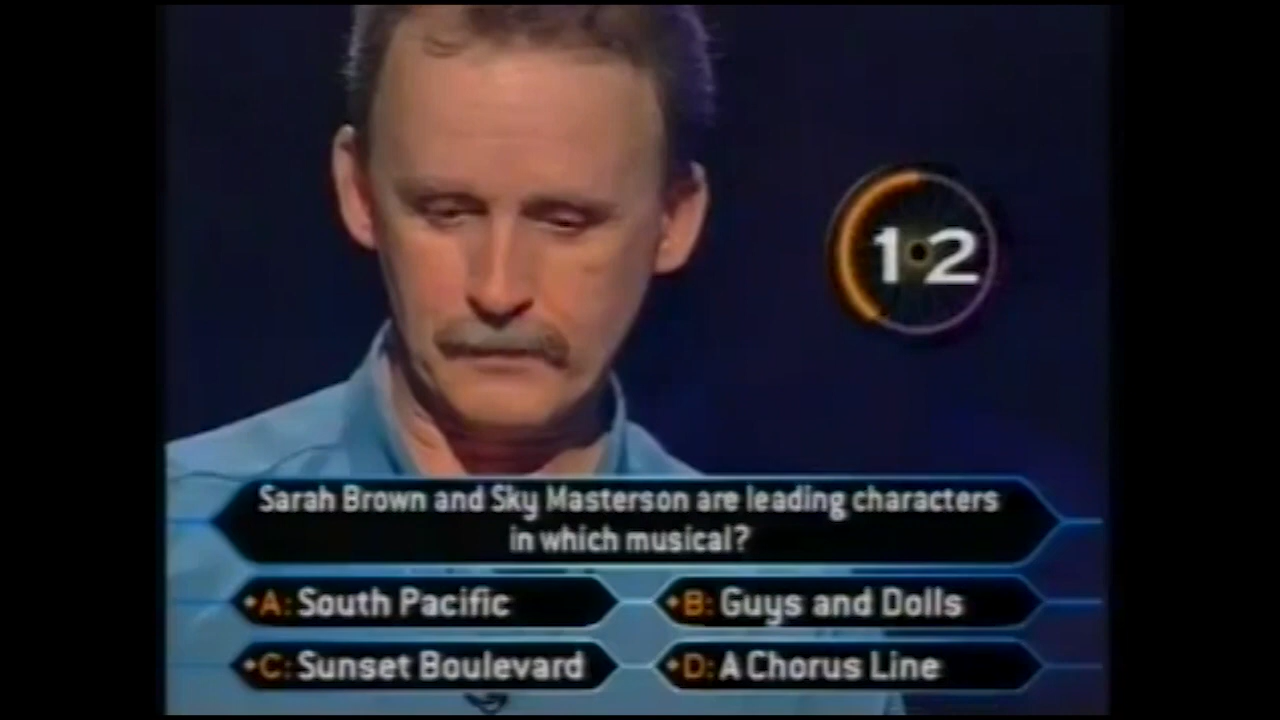 12
Sarah Brown and Sky Masterson are leading characters
in which musical?
A: South Pacific
B: Guys and Dolls
C: Sunset Boulevard
D: A Chorus Line